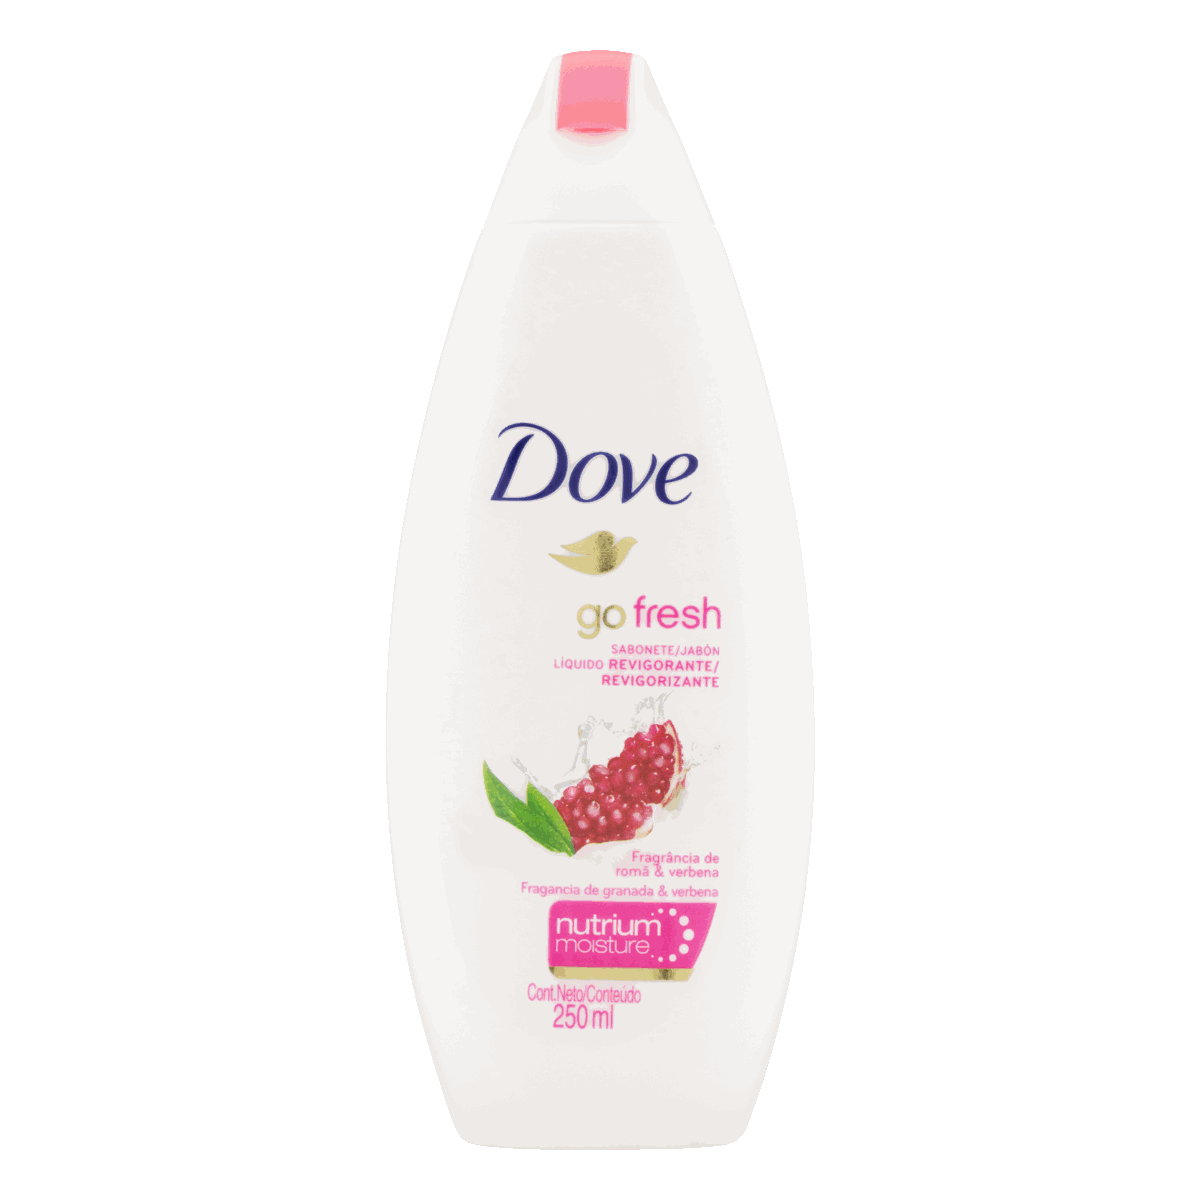 Dove
go fresh
SABONETE/JABÓN
LÍQUIDO REVIGORANTE/
REVIGORIZANTE
Fragrância de
romã & verbena
Fragancia de granada & verbena
nutrium
moisture
Cont.Neto/Conteúdo
250 ml